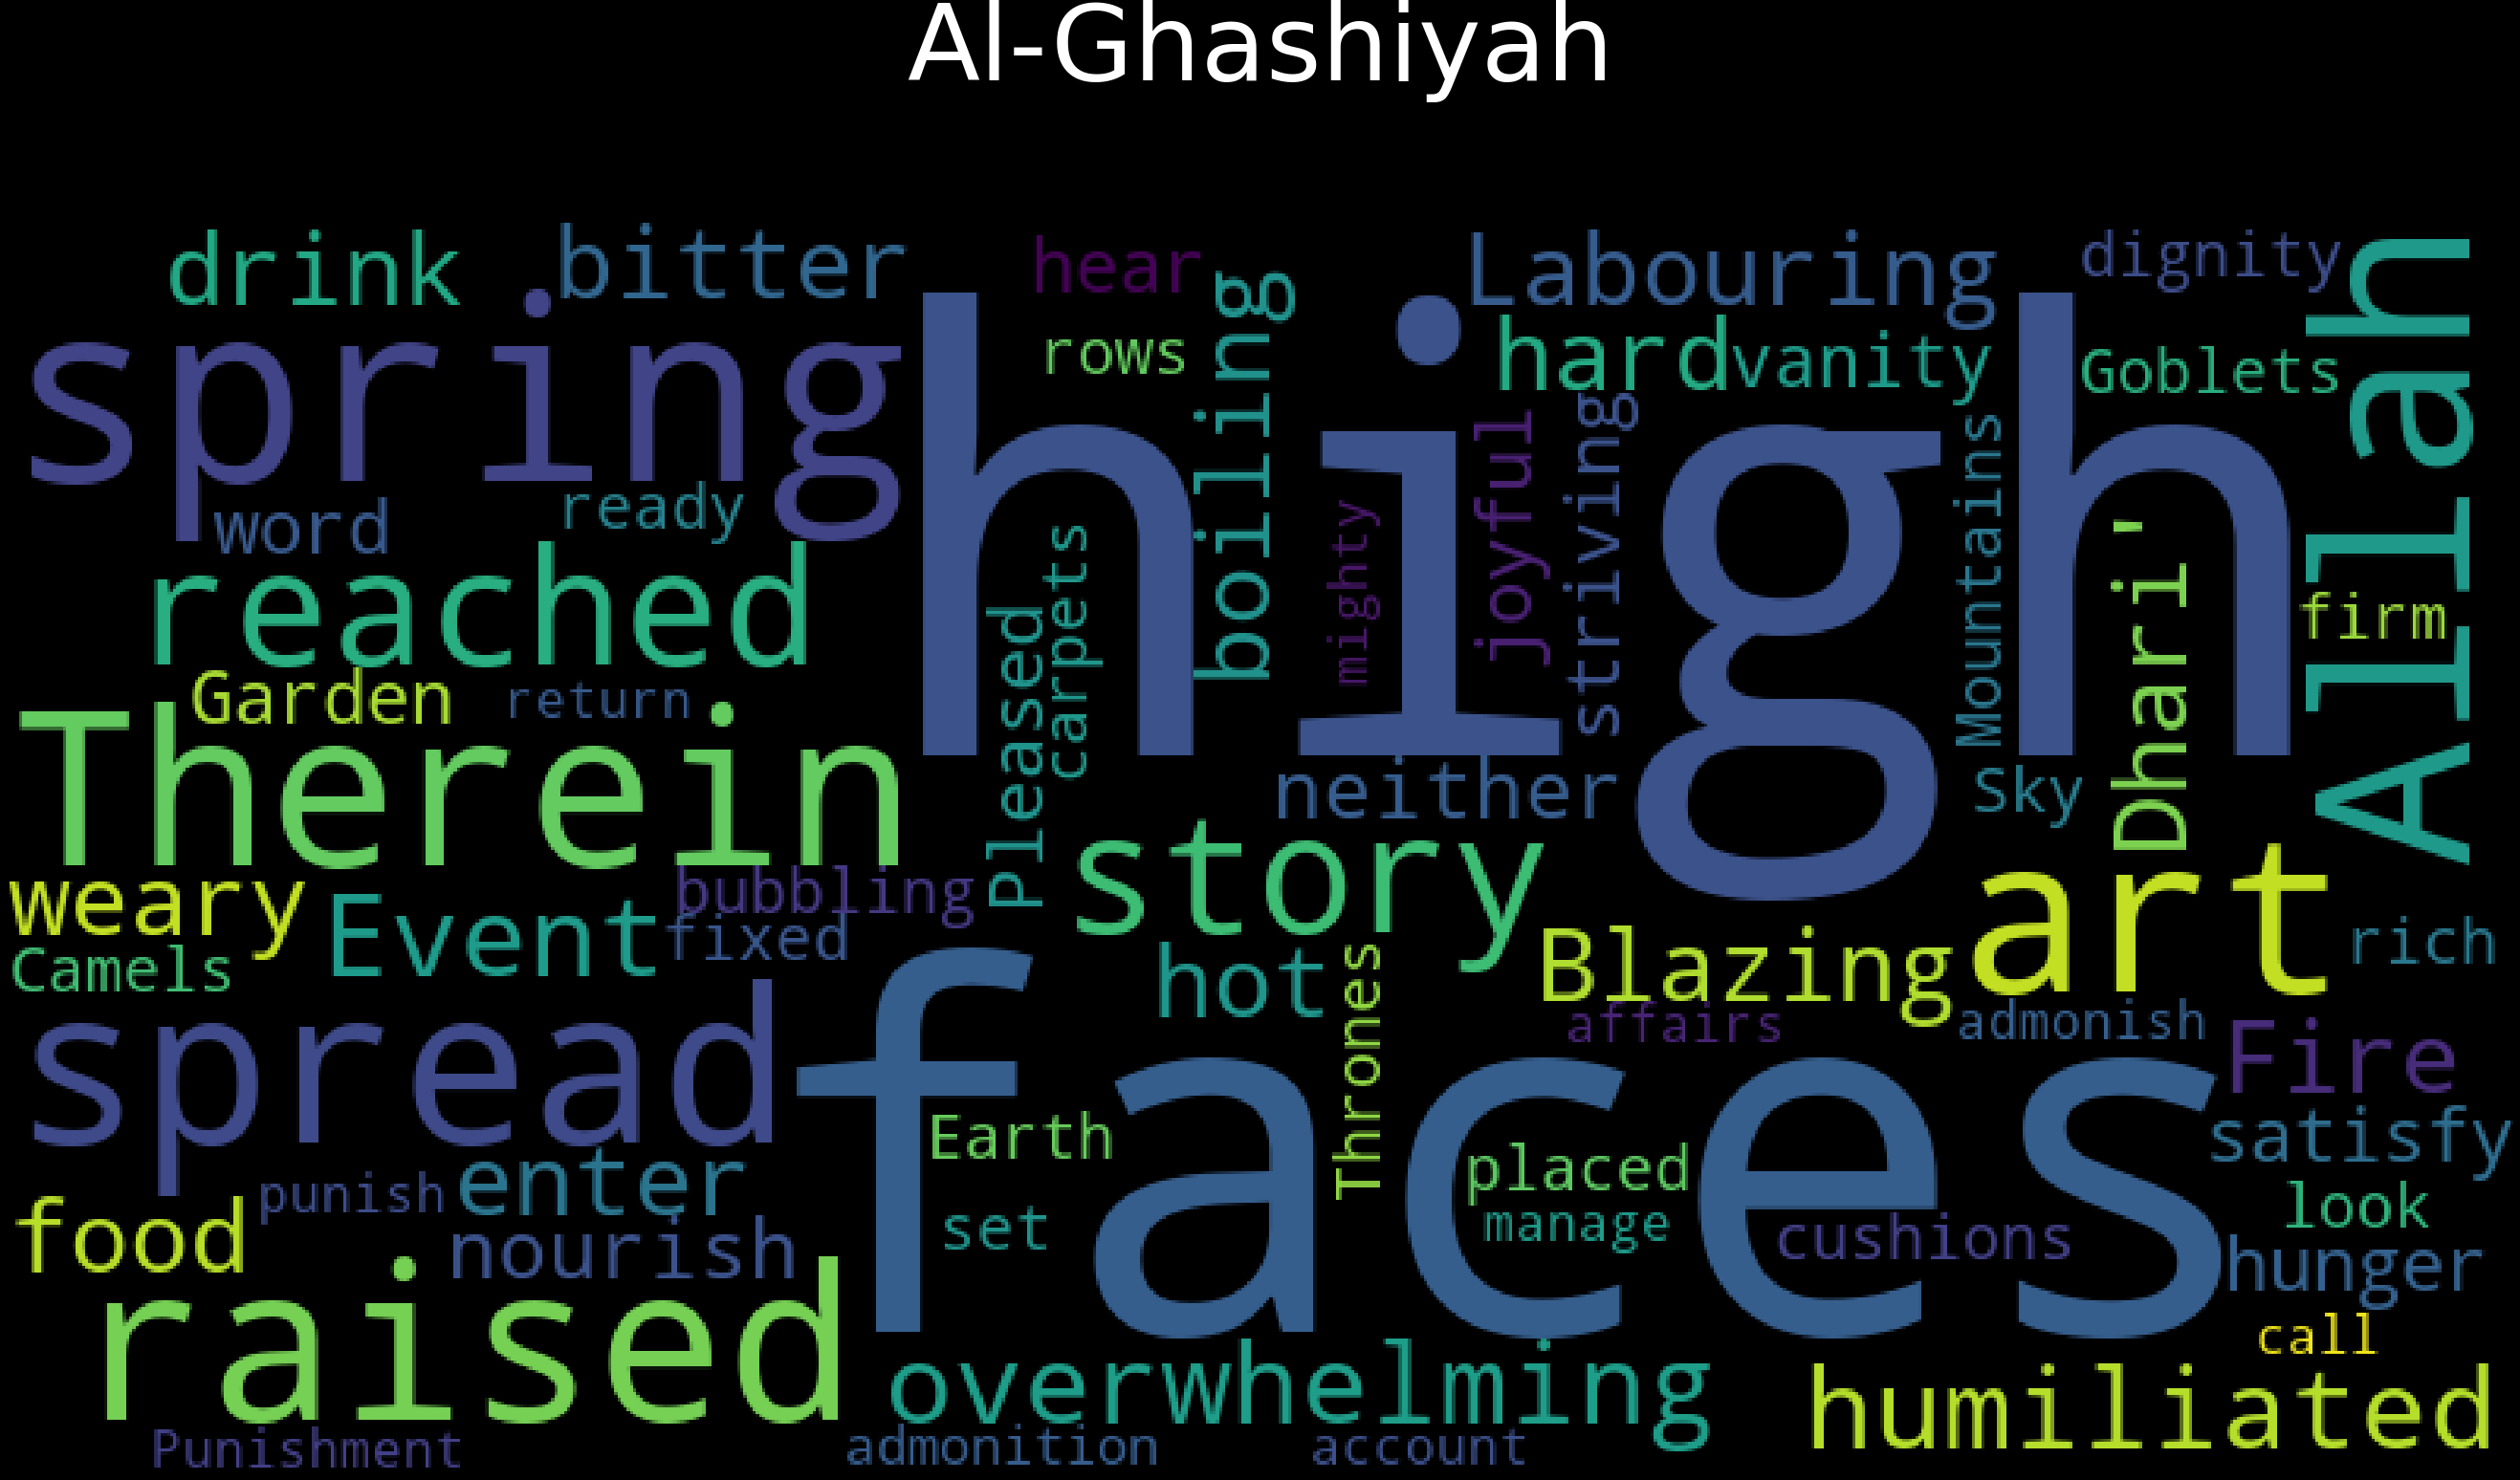 Al-Ghashiyah
drink
bitter
hear
Labouring
dignity
spring
high
Allah
boiling
rows
hard
vanity
Goblets
joyful
striving
Mountains
word
ready
mighty
carpets
Dhari'
reached
firm
Pleased
Garden
return
Therein
neither
Sky
story
weary
Event
bubbling
fixed
art
Camels
hot
Thrones
Blazing
rich
affairs
admonish
spread
faces
Fire
Earth
satisfy
placed
punish
enter
food
nourish
set
manage
cushions
look
hunger
raised
call
overwhelming
humiliated
Punishment
admonition
account